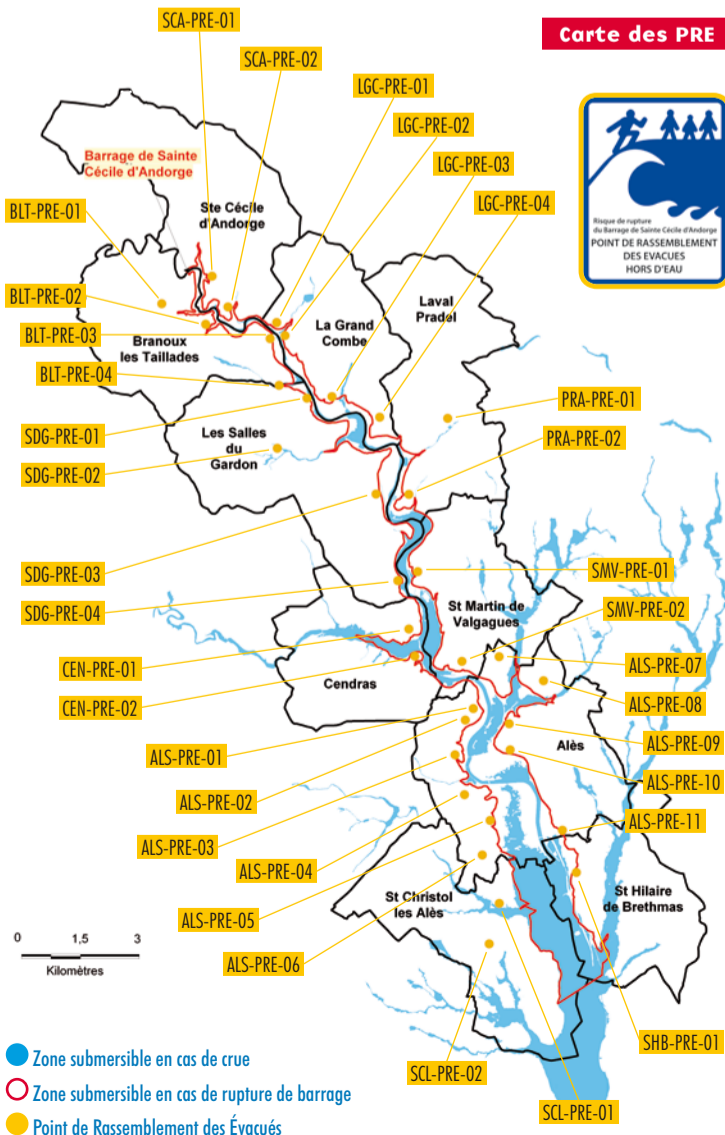 Carte des PRE
SCA-PRE-01
SCA-PRE-02
LGC-PRE-01
LGC-PRE-02
LGC-PRE-03
LGC-PRE-04
Risque de rupture
du Barrage de Sainte Cécile d'Andorge
POINT DE RASSEMBLEMENT
DES EVACUES
HORS D'EAU
Barrage de Sainte
Cécile d'Andorge
Ste Cécile
d'Andorge
BLT-PRE-01
BLT-PRE-02
BLT-PRE-03
BLT-PRE-04
Branoux
les Taillades
La Grand
Combe
Laval
Pradel
SDG-PRE-01
SDG-PRE-02
Les Salles
du
Gardon
PRA-PRE-01
PRA-PRE-02
SDG-PRE-03
SDG-PRE-04
SMV-PRE-01
St Martin de
Valgagues
SMV-PRE-02
CEN-PRE-01
CEN-PRE-02
Cendras
ALS-PRE-07
ALS-PRE-08
ALS-PRE-09
Alès
ALS-PRE-10
ALS-PRE-11
ALS-PRE-01
ALS-PRE-02
ALS-PRE-03
ALS-PRE-04
ALS-PRE-05
ALS-PRE-06
St Christol
les Alès
St Hilaire
de Brethmas
SHB-PRE-01
SCL-PRE-02
SCL-PRE-01
0 1,5 3
Kilomètres
Zone submersible en cas de crue
Zone submersible en cas de rupture de barrage
Point de Rassemblement des Évacués